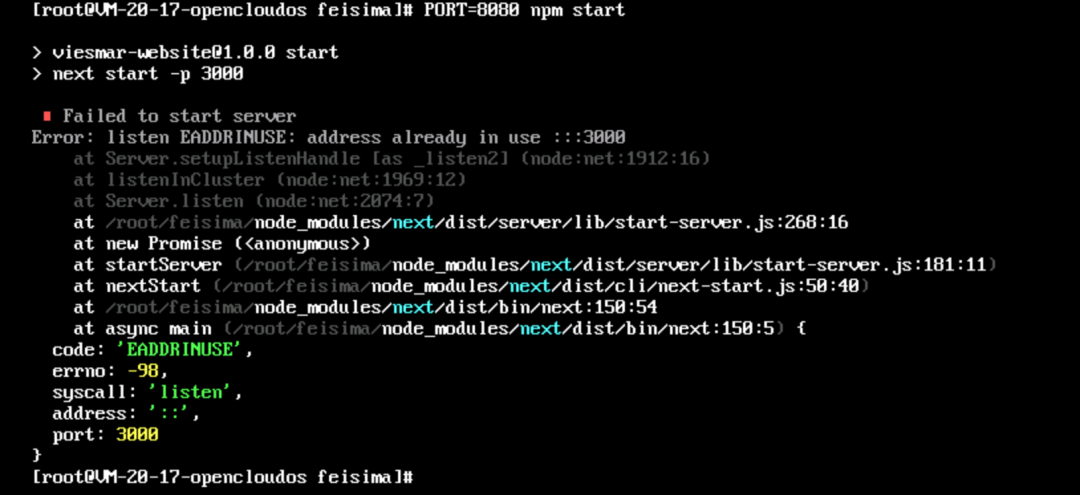 [root@VM-20-17-opencloudos feisima]# PORT=8080 npm start
> viesmar-website@1.0.0 start
> next start -p 3000
Failed to start server
Error: listen EADDRINUSE: address already in use :::3000
at Server.setupListenHandle [as _listen2] (node:net:1912:16)
at listenInCluster (node:net:1969:12)
at Server.listen (node:net:2074:7)
at /root/feisima/node_modules/next/dist/server/lib/start-server.js:268:16
at new Promise (<anonymous>)
at startServer (/root/feisima/node_modules/next/dist/server/lib/start-server.js:181:11)
at nextStart (/root/feisima/node_modules/next/dist/cli/next-start.js:50:40)
at /root/feisima/node_modules/next/dist/bin/next:150:54
at async main (/root/feisima/node_modules/next/dist/bin/next:150:5) {
code: 'EADDRINUSE',
errno: -98,
syscall: 'listen',
address: '::',
port: 3000
}
[root@VM-20-17-opencloudos feisima]#